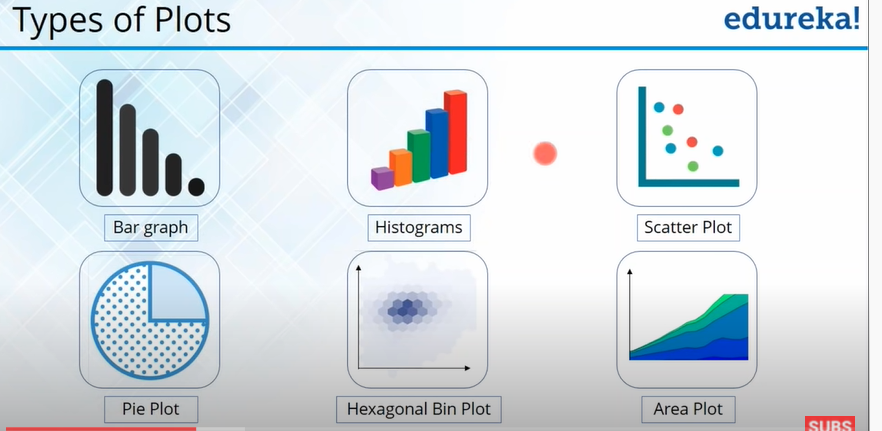 Types of Plots
edureka!
Bar graph
Histograms
Scatter Plot
Pie Plot
Hexagonal Bin Plot
Area Plot
SUBS